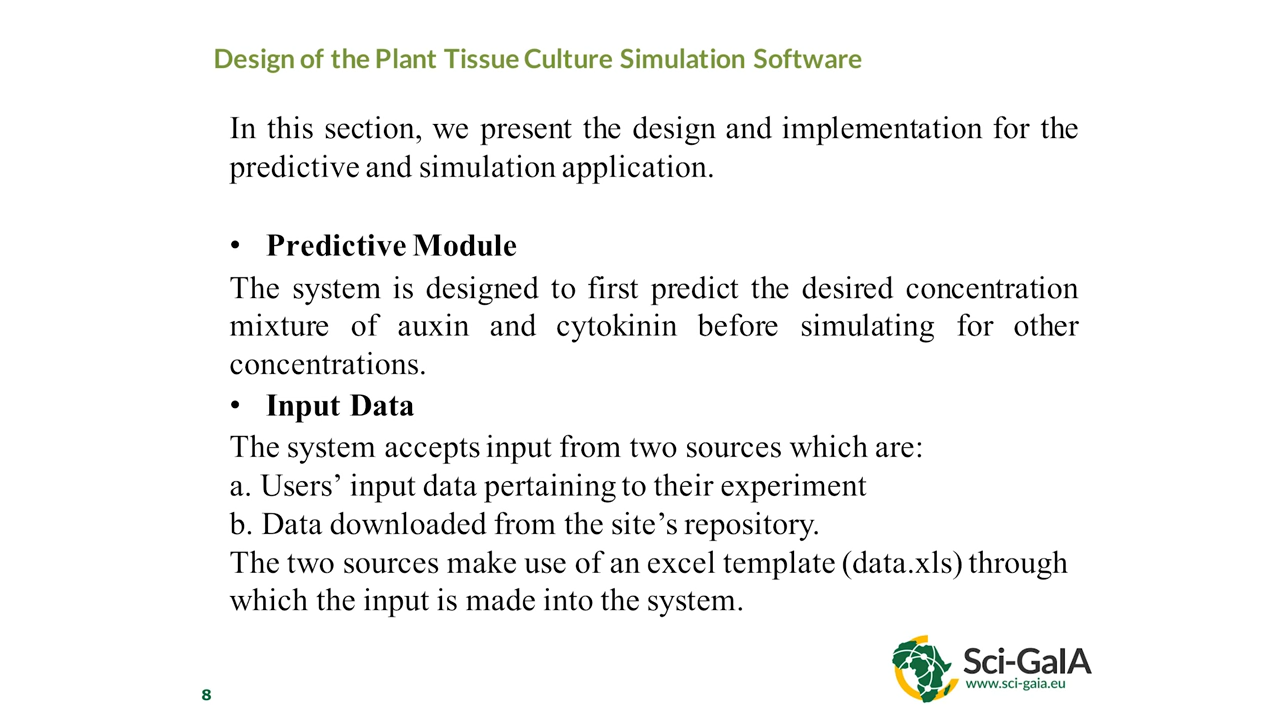 Design of the Plant Tissue Culture Simulation Software
In this section, we present the design and implementation for the
predictive and simulation application.
• Predictive Module
The system is designed to first predict the desired concentration
mixture of auxin and cytokinin before simulating for other
concentrations.
• Input Data
The system accepts input from two sources which are:
a. Users’ input data pertaining to their experiment
b. Data downloaded from the site’s repository.
The two sources make use of an excel template (data.xls) through
which the input is made into the system.
Sci-GaIA
www.sci-gaia.eu
8